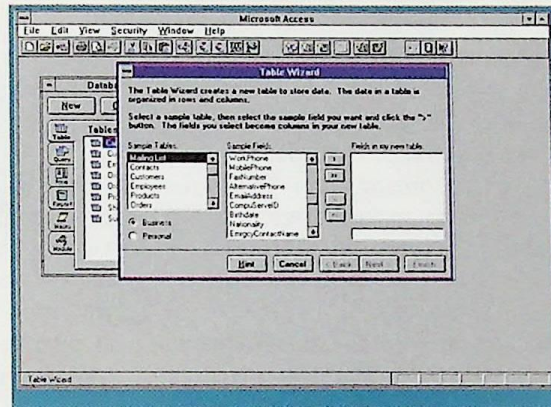 Microsoft Access
File Edit View Security Window Help
Table Wizard
The Table Wizard creates a new table to store data. The date in a table is
organized in rows and columns.
Select a sample table, then select the sample field you want and click the ">"
button. The fields you select become columns in your new table.
Datab
New
Table
Query
Report
Macro
Module
Tables
Sample Tables:
Mailing List
Contacts
Customers
Employees
Products
Orders
Business
Personal
Sample Fields:
WorkPhone
MobilePhone
FaxNumber
AlternativePhone
EmailAddress
CompuServeID
Birthdate
Nationality
EmrgcyContactName
Fields in my new table:
Hint
Cancel
< Back
Next >
Finish
Table Wizard